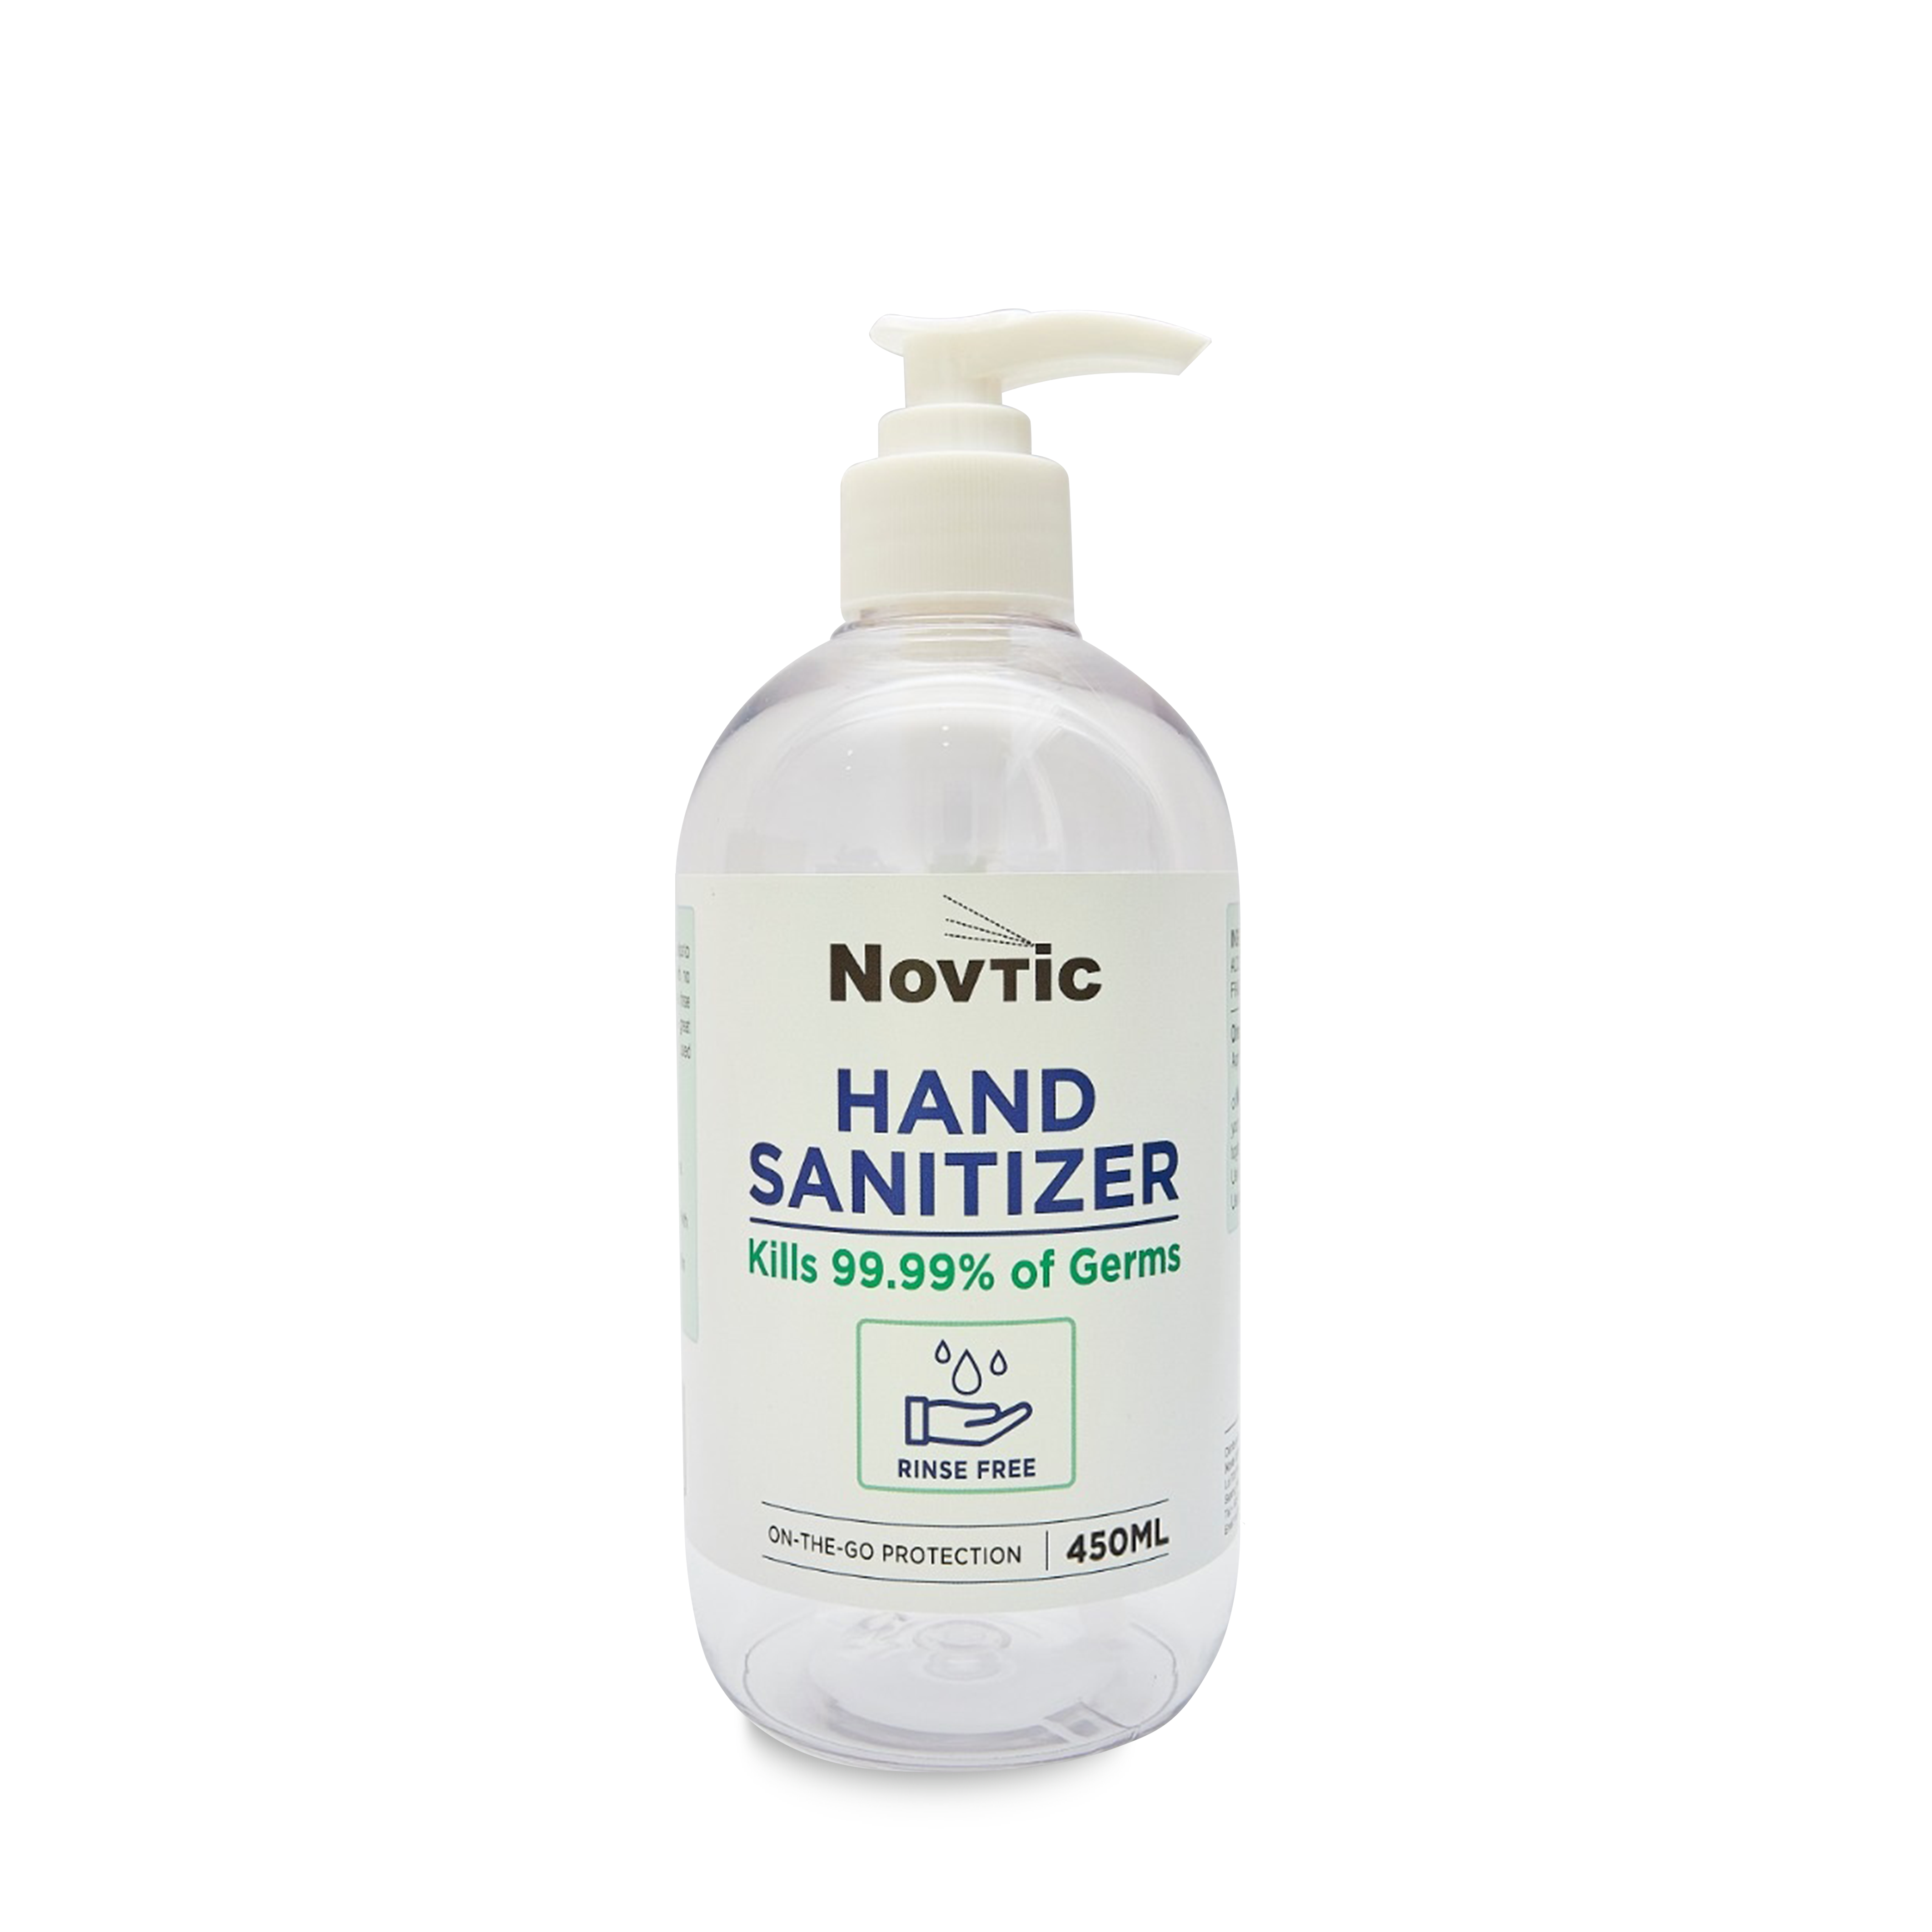 Novtic
HAND
SANITIZER
Kills 99.99% of Germs
RINSE FREE
ON-THE-GO PROTECTION | 450ML